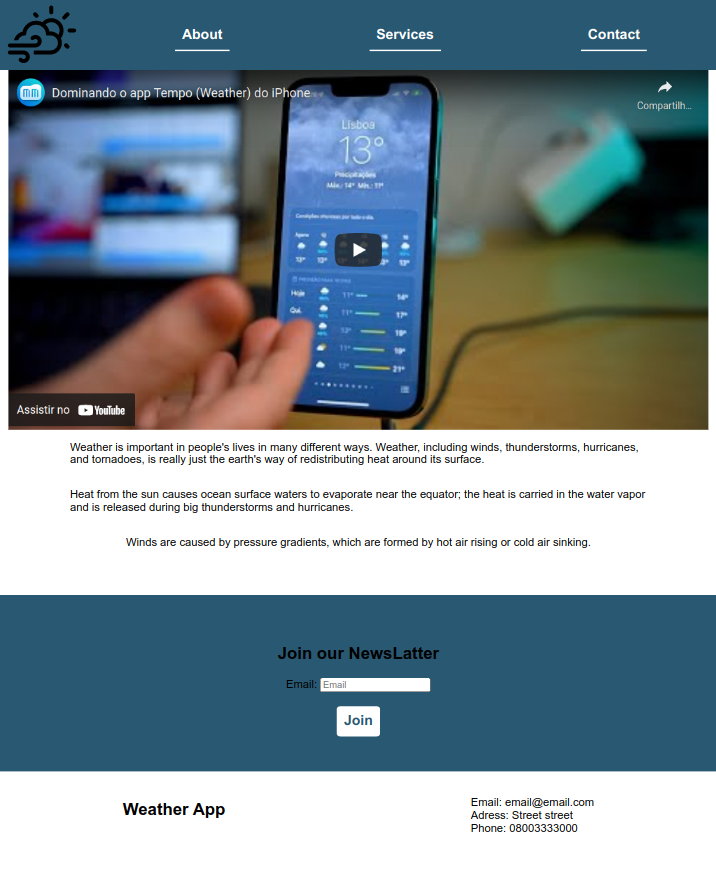 About
Services
Contact
Dominando o app Tempo (Weather) do iPhone
Compartilh...
Lisboa
13°
Precipitações
Máx.: 14° Mín.: 11°
Hoje 11° 14°
Qui. 11° 17°
13° 19°
11° 19°
12° 21°
Assistir no YouTube
Weather is important in people's lives in many different ways. Weather, including winds, thunderstorms, hurricanes,
and tornadoes, is really just the earth's way of redistributing heat around its surface.
Heat from the sun causes ocean surface waters to evaporate near the equator; the heat is carried in the water vapor
and is released during big thunderstorms and hurricanes.
Winds are caused by pressure gradients, which are formed by hot air rising or cold air sinking.
Join our NewsLatter
Email: Email
Join
Weather App
Email: email@email.com
Adress: Street street
Phone: 08003333000